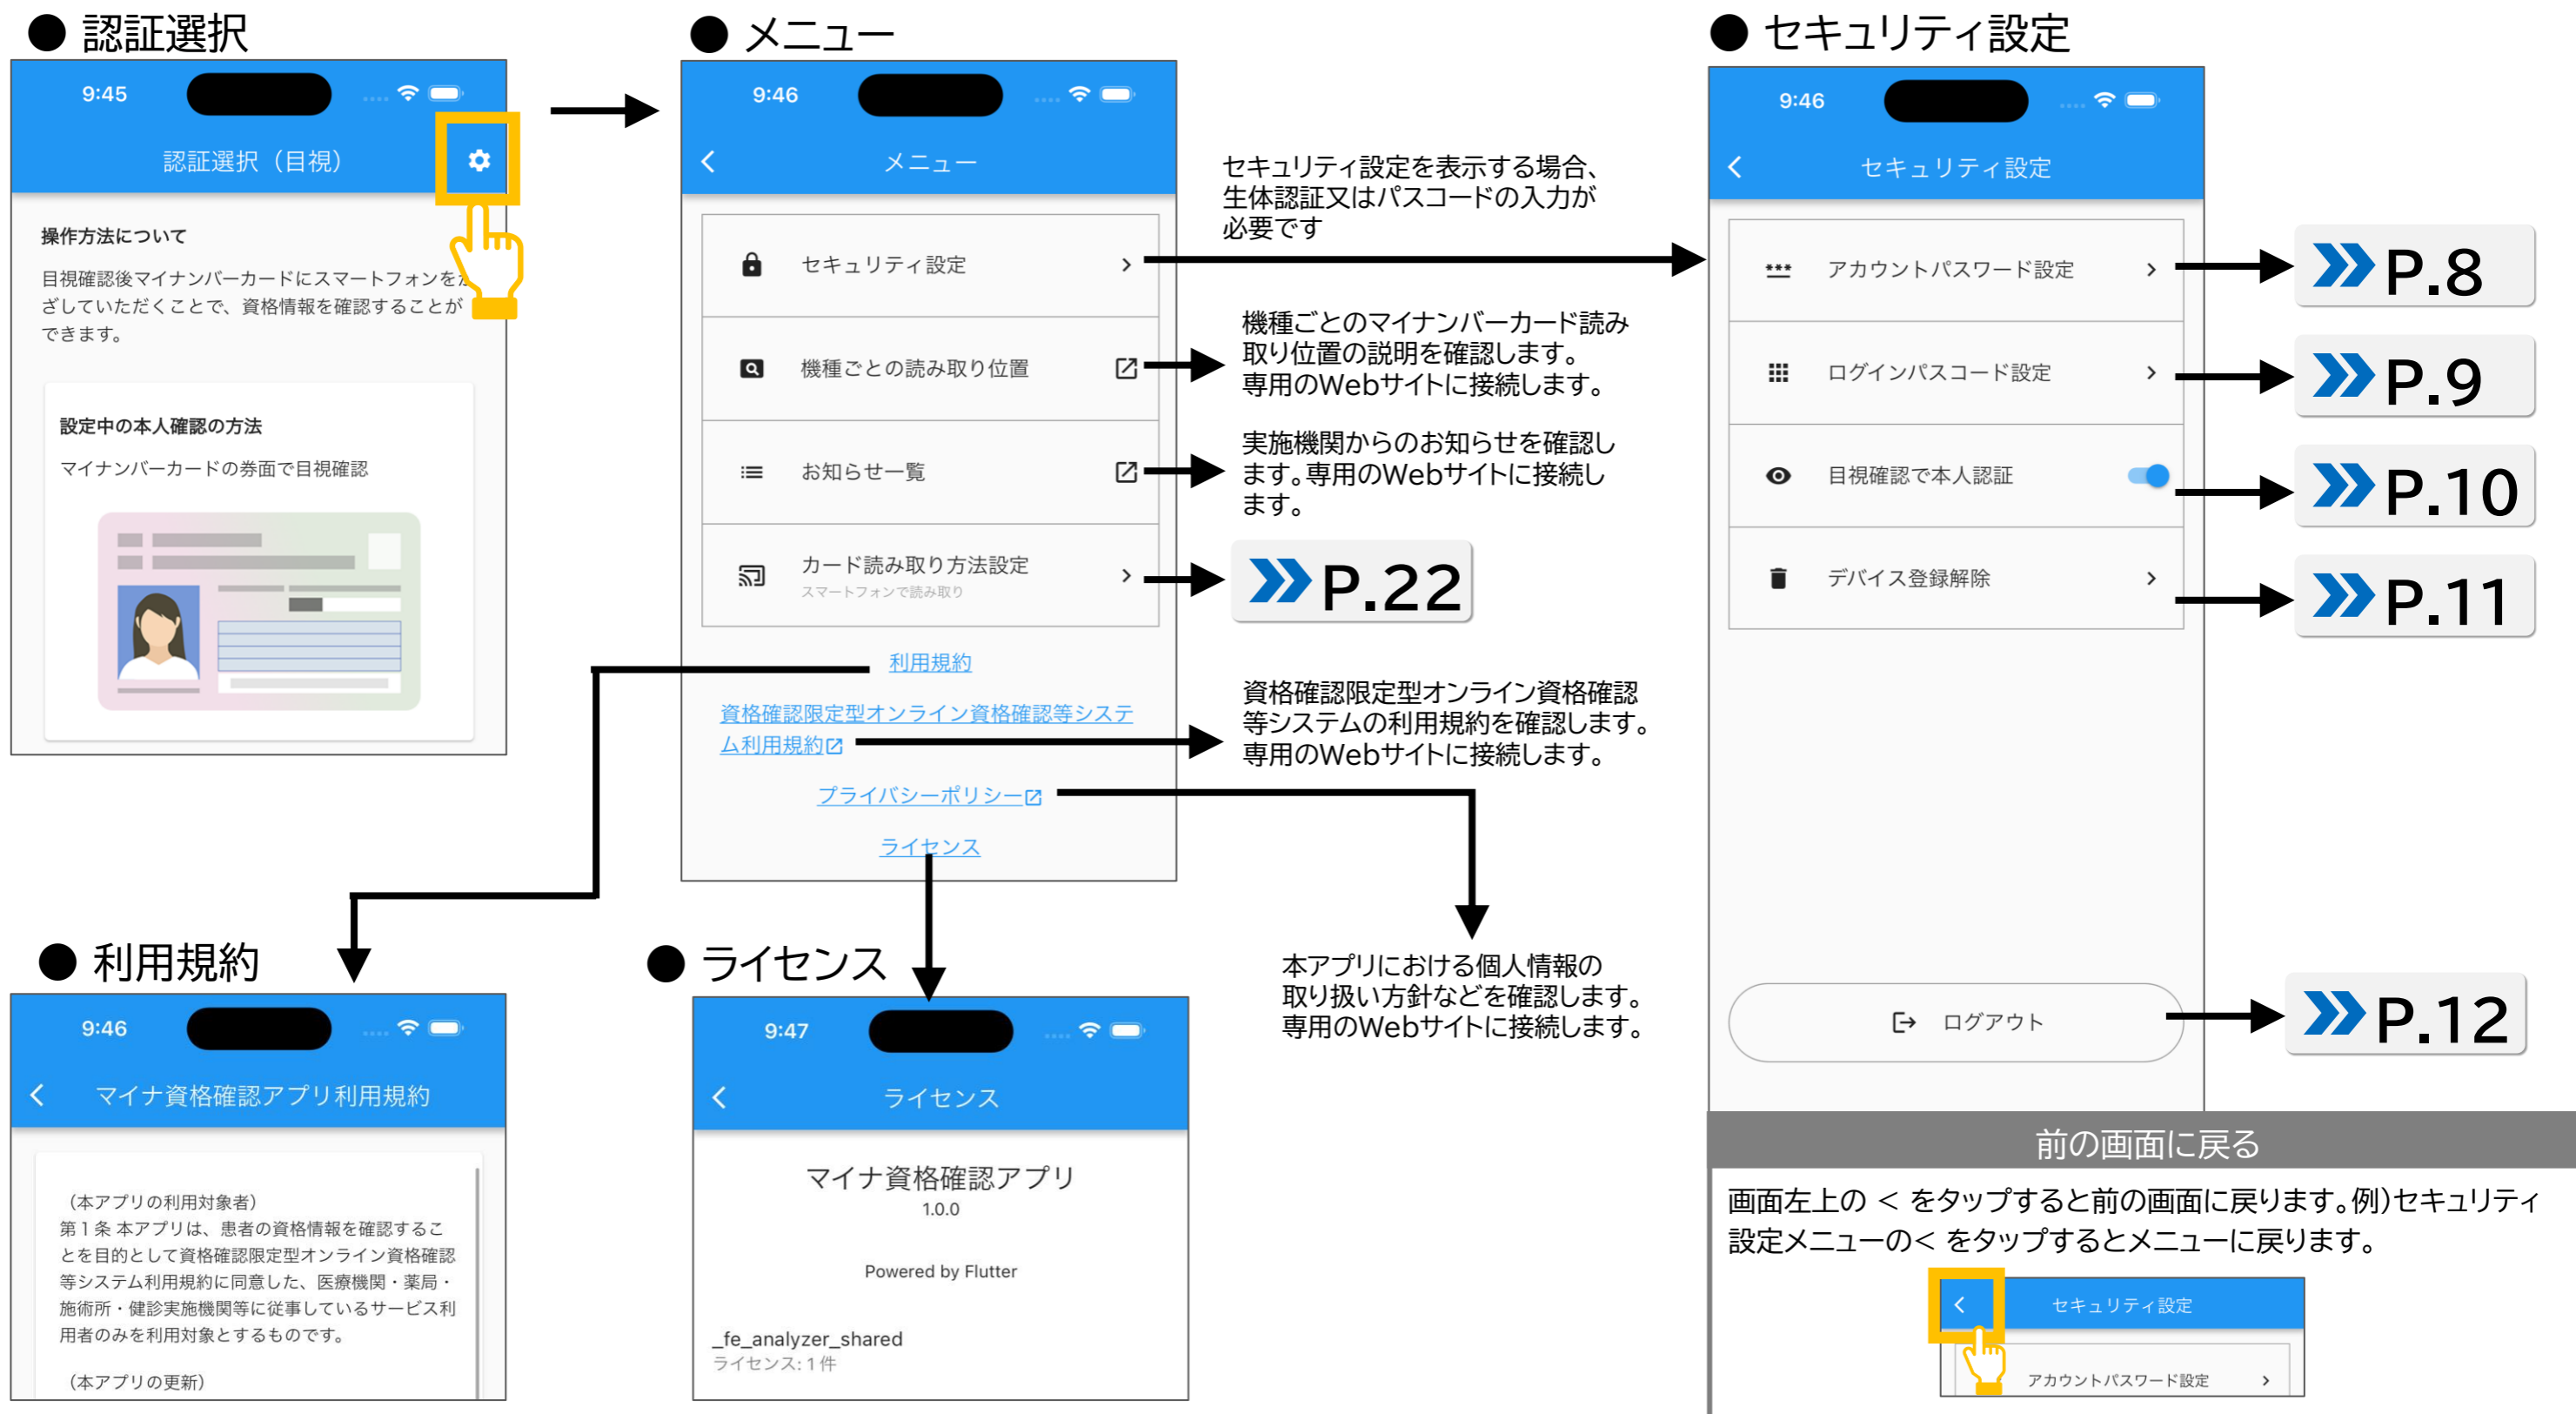 ● 認証選択
9:45
認証選択（目視）
操作方法について
目視確認後マイナンバーカードにスマートフォンをか
ざしていただくことで、資格情報を確認することが
できます。
設定中の本人確認の方法
マイナンバーカードの券面で目視確認
● メニュー
9:46
メニュー
セキュリティ設定
機種ごとの読み取り位置
お知らせ一覧
カード読み取り方法設定
スマートフォンで読み取り
利用規約
資格確認限定型オンライン資格確認等システ
ム利用規約
プライバシーポリシー
ライセンス
セキュリティ設定を表示する場合、
生体認証又はパスコードの入力が
必要です
機種ごとのマイナンバーカード読み
取り位置の説明を確認します。
専用のWebサイトに接続します。
実施機関からのお知らせを確認し
ます。専用のWebサイトに接続し
ます。
P.22
資格確認限定型オンライン資格確認
等システムの利用規約を確認します。
専用のWebサイトに接続します。
本アプリにおける個人情報の
取り扱い方針などを確認します。
専用のWebサイトに接続します。
● セキュリティ設定
9:46
セキュリティ設定
*** アカウントパスワード設定
P.8
ログインパスコード設定
P.9
目視確認で本人認証
P.10
デバイス登録解除
P.11
ログアウト
P.12
● 利用規約
9:46
マイナ資格確認アプリ利用規約
（本アプリの利用対象者）
第１条 本アプリは、患者の資格情報を確認するこ
とを目的として資格確認限定型オンライン資格確認
等システム利用規約に同意した、医療機関・薬局・
施術所・健診実施機関等に従事しているサービス利
用者のみを利用対象とするものです。
（本アプリの更新）
● ライセンス
9:47
ライセンス
マイナ資格確認アプリ
1.0.0
Powered by Flutter
_fe_analyzer_shared
ライセンス: 1 件
前の画面に戻る
画面左上の < をタップすると前の画面に戻ります。例）セキュリティ
設定メニューの< をタップするとメニューに戻ります。
セキュリティ設定
アカウントパスワード設定